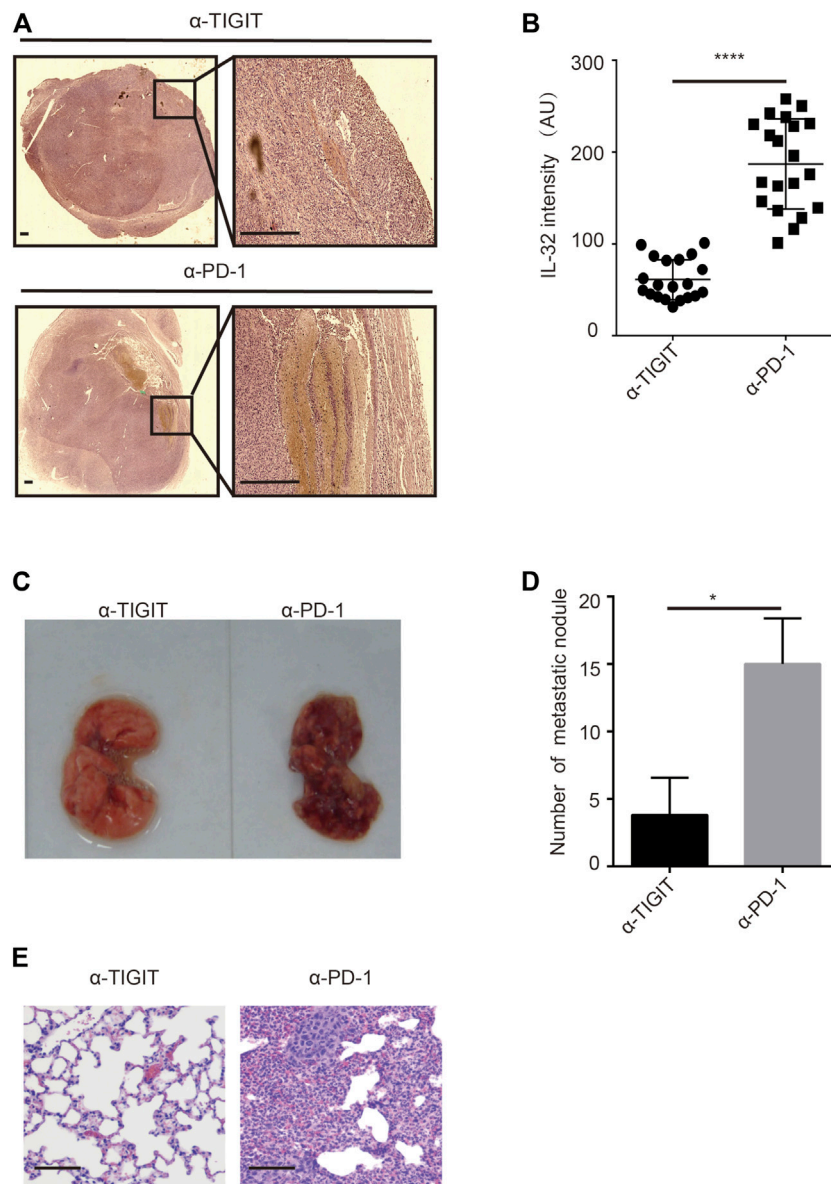 A
α-TIGIT
α-PD-1
B
****
IL-32 intensity (AU)
300
200
100
0
α-TIGIT
α-PD-1
C
α-TIGIT
α-PD-1
D
*
Number of metastatic nodule
20
15
10
5
0
α-TIGIT
α-PD-1
E
α-TIGIT
α-PD-1